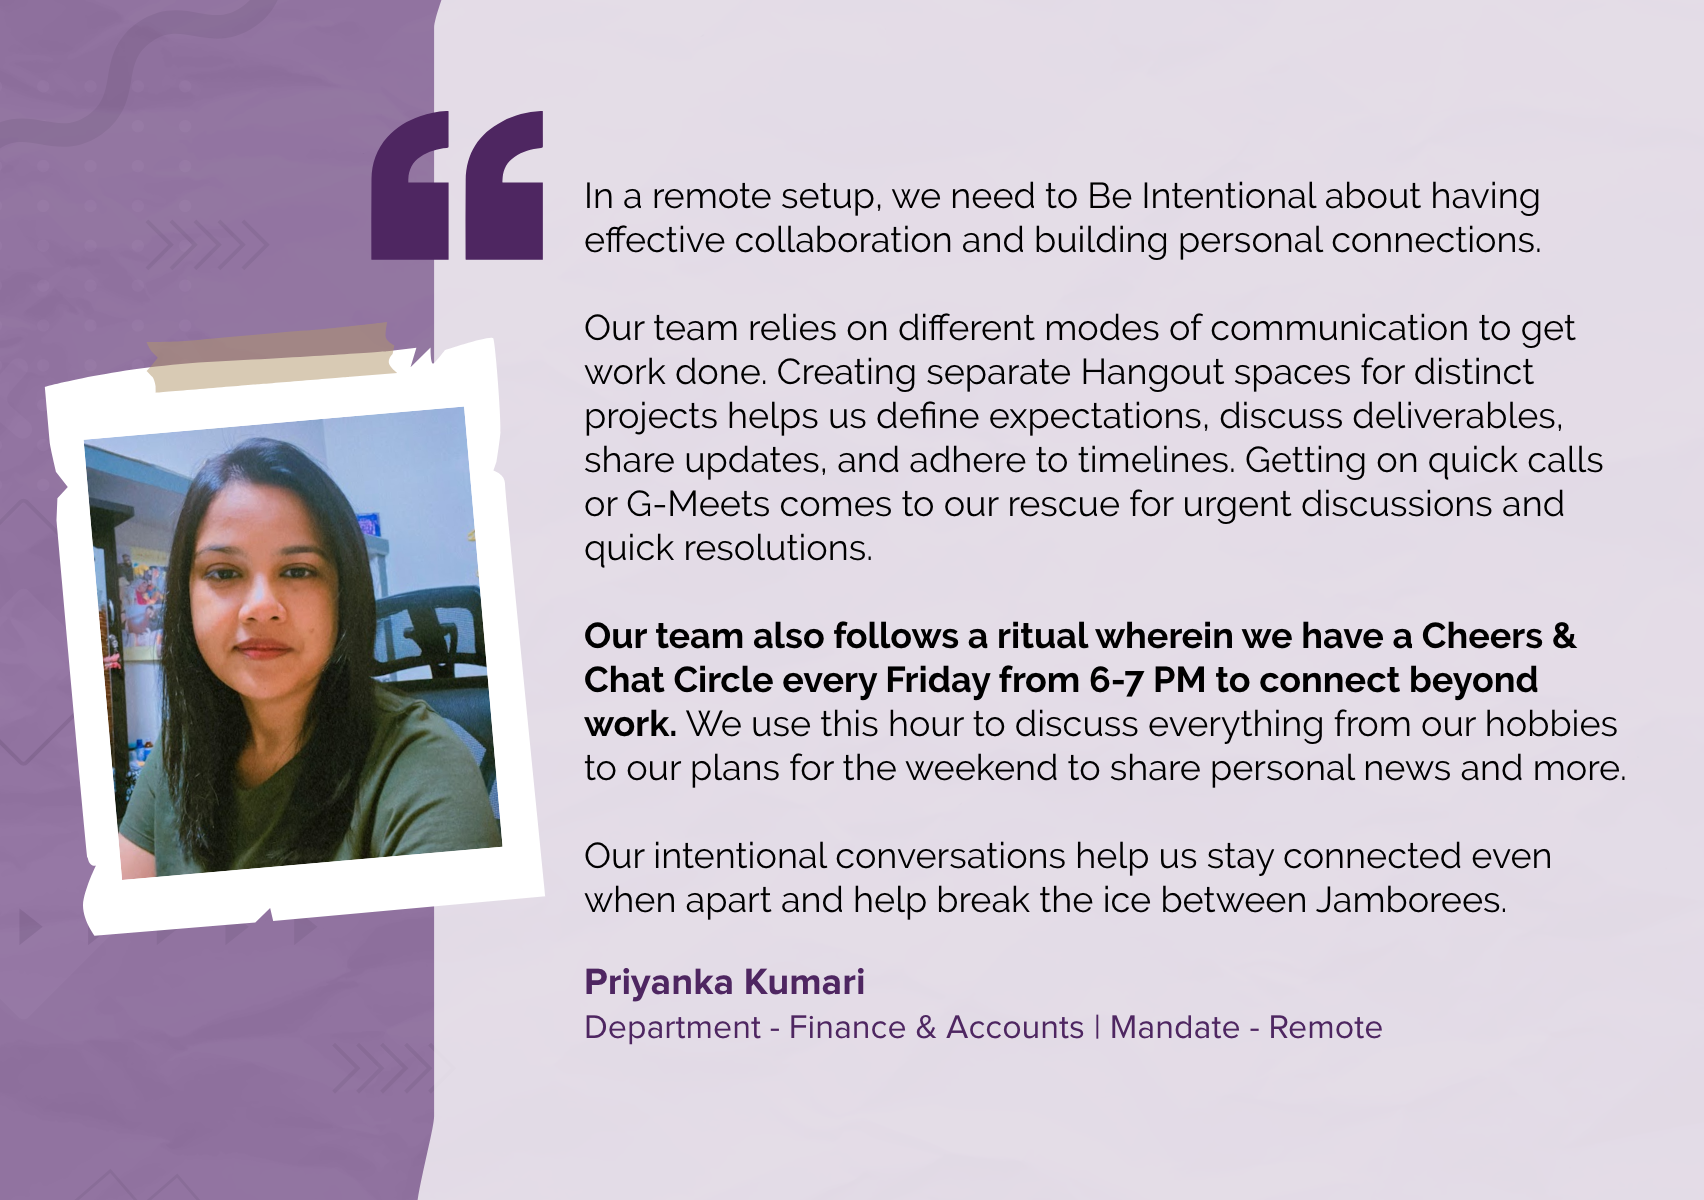 In a remote setup, we need to Be Intentional about having
effective collaboration and building personal connections.
Our team relies on different modes of communication to get
work done. Creating separate Hangout spaces for distinct
projects helps us define expectations, discuss deliverables,
share updates, and adhere to timelines. Getting on quick calls
or G-Meets comes to our rescue for urgent discussions and
quick resolutions.
Our team also follows a ritual wherein we have a Cheers &
Chat Circle every Friday from 6-7 PM to connect beyond
work. We use this hour to discuss everything from our hobbies
to our plans for the weekend to share personal news and more.
Our intentional conversations help us stay connected even
when apart and help break the ice between Jamborees.
Priyanka Kumari
Department - Finance & Accounts | Mandate - Remote